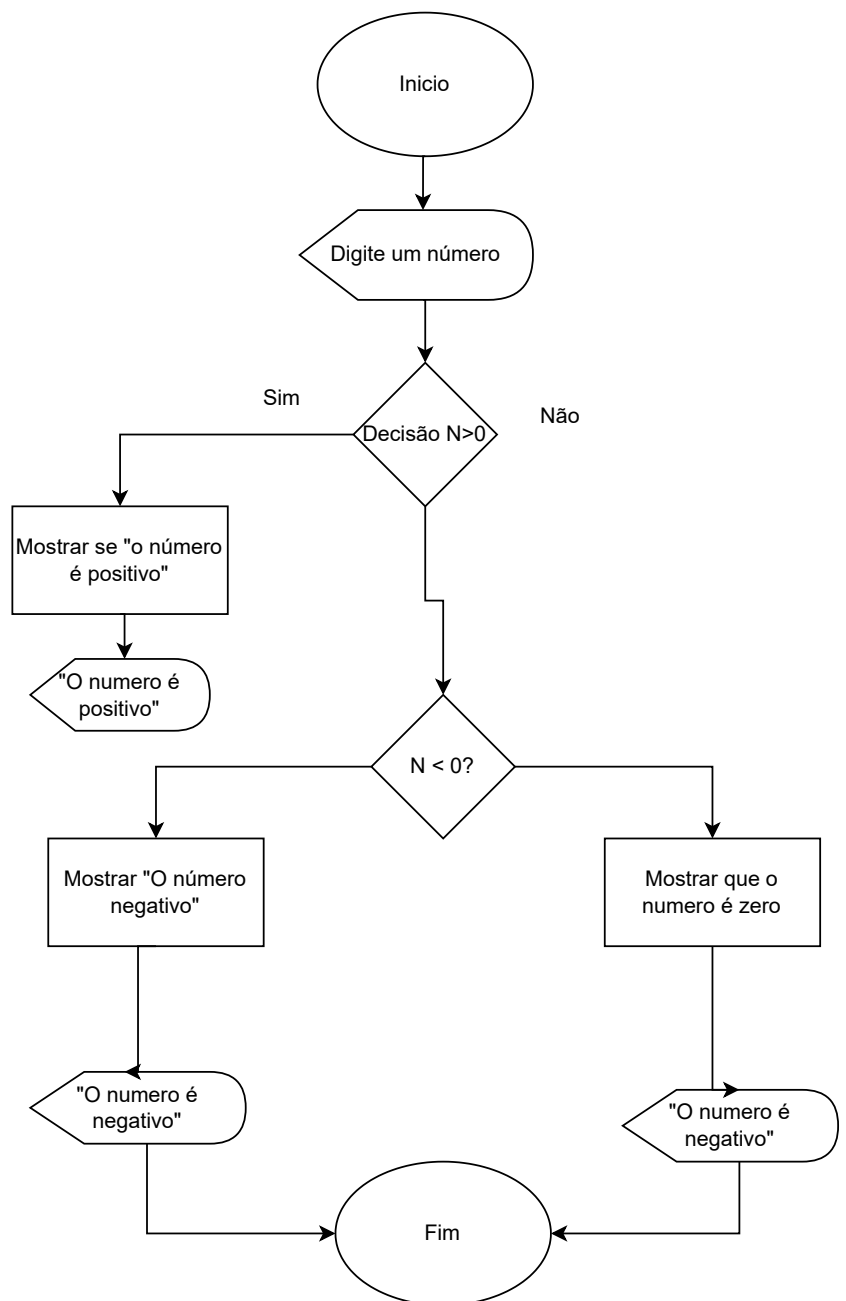 Inicio
Digite um número
Sim
Não
Decisão N>0
Mostrar se "o número
é positivo"
"O numero é
positivo"
N < 0?
Mostrar "O número
negativo"
Mostrar que o
numero é zero
"O numero é
negativo"
"O numero é
negativo"
Fim